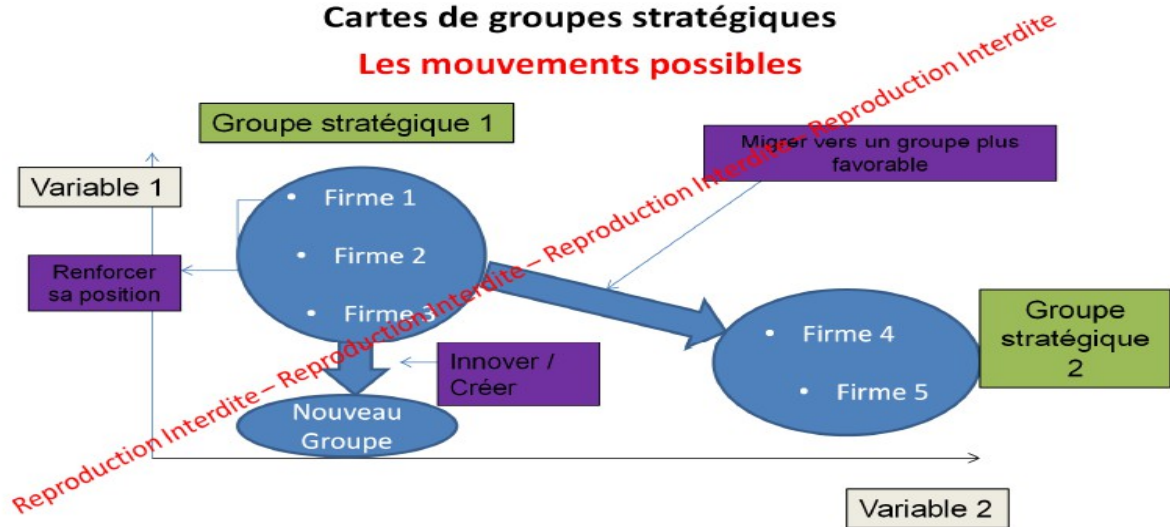 Cartes de groupes stratégiques
Les mouvements possibles
Groupe stratégique 1
Migrer vers un groupe plus
favorable
Variable 1
• Firme 1
• Firme 2
• Firme 3
Renforcer
sa position
Innover /
Créer
Nouveau
Groupe
• Firme 4
• Firme 5
Groupe
stratégique
2
Variable 2
Reproduction Interdite – Reproduction Interdite – Reproduction Interdite – Reproduction Interdite